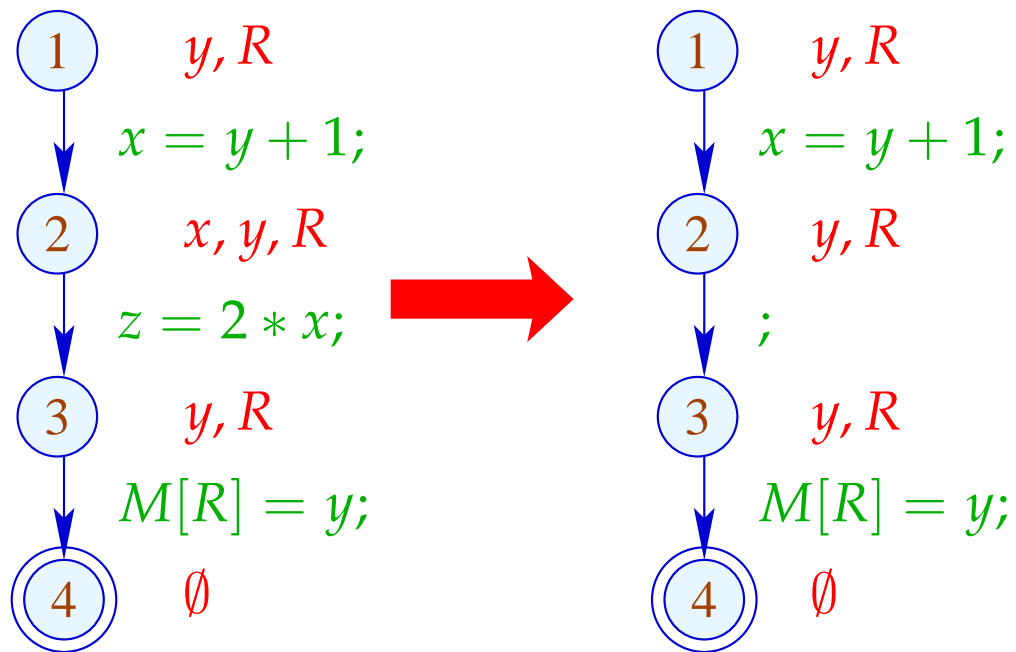 1 y, R
x = y + 1;
2 x, y, R
z = 2 ∗ x;
3 y, R
M[R] = y;
4 ∅
1 y, R
x = y + 1;
2 y, R
;
3 y, R
M[R] = y;
4 ∅